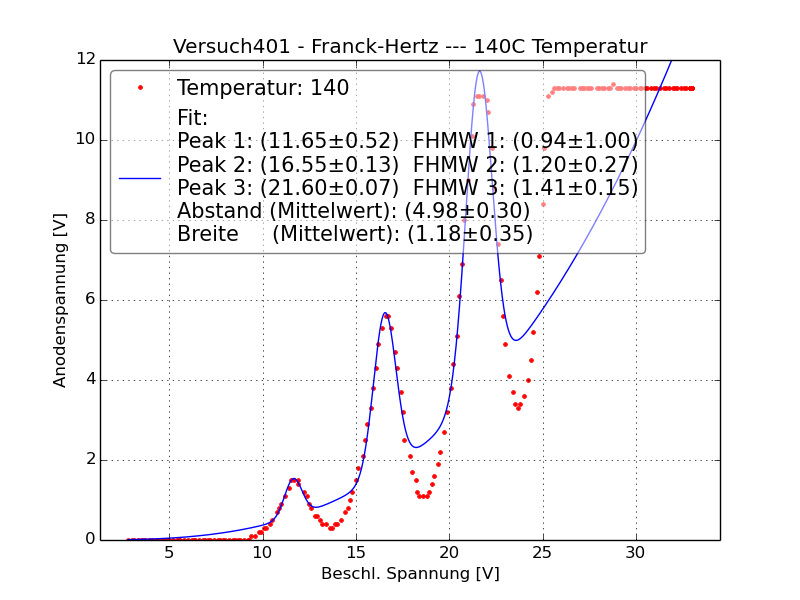 Versuch401 - Franck-Hertz --- 140C Temperatur
12
10
8
6
4
2
0
Anodenspannung [V]
Temperatur: 140
Fit:
Peak 1: (11.65±0.52)  FHMW 1: (0.94±1.00)
Peak 2: (16.55±0.13)  FHMW 2: (1.20±0.27)
Peak 3: (21.60±0.07)  FHMW 3: (1.41±0.15)
Abstand (Mittelwert): (4.98±0.30)
Breite     (Mittelwert): (1.18±0.35)
5 10 15 20 25 30
Beschl. Spannung [V]